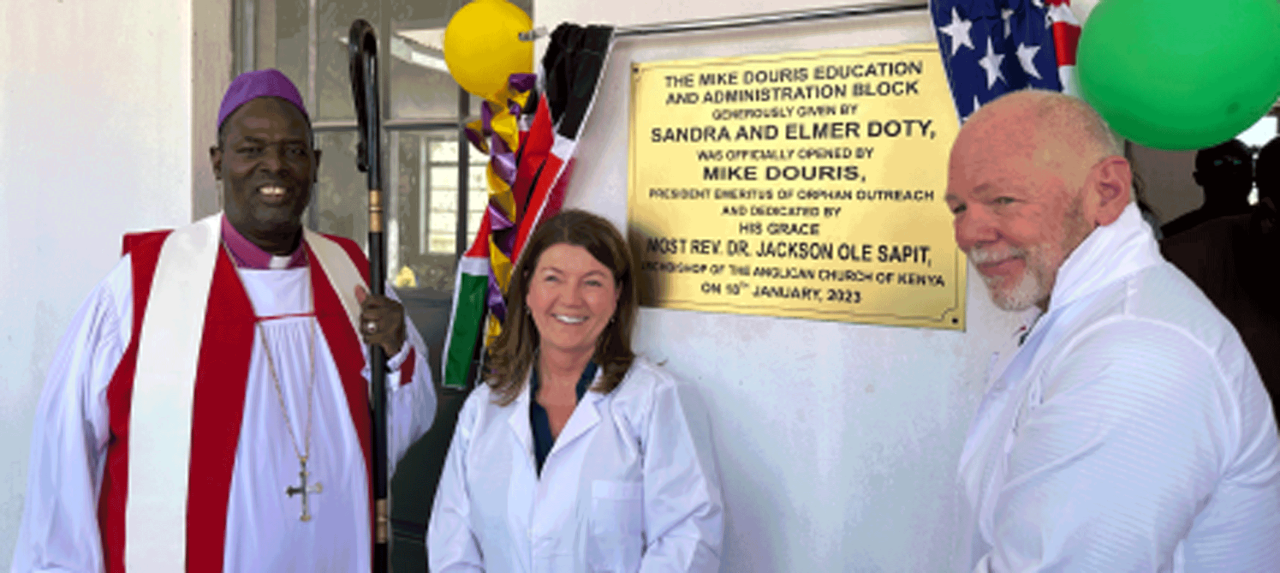 THE MIKE DOURIS EDUCATION
AND ADMINISTRATION BLOCK
GENEROUSLY GIVEN BY
SANDRA AND ELMER DOTY,
WAS OFFICIALLY OPENED BY
MIKE DOURIS,
PRESIDENT EMERITUS OF ORPHAN OUTREACH
AND DEDICATED BY
HIS GRACE
MOST REV. DR. JACKSON OLE SAPIT,
ARCHBISHOP OF THE ANGLICAN CHURCH OF KENYA
ON 18TH JANUARY, 2023